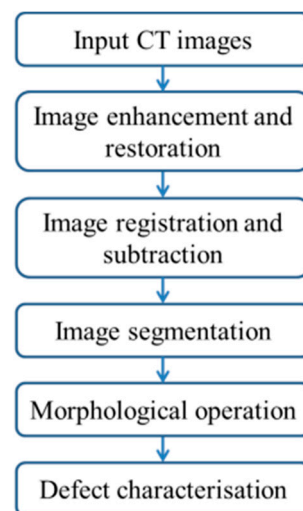 Input CT images
Image enhancement and
restoration
Image registration and
subtraction
Image segmentation
Morphological operation
Defect characterisation